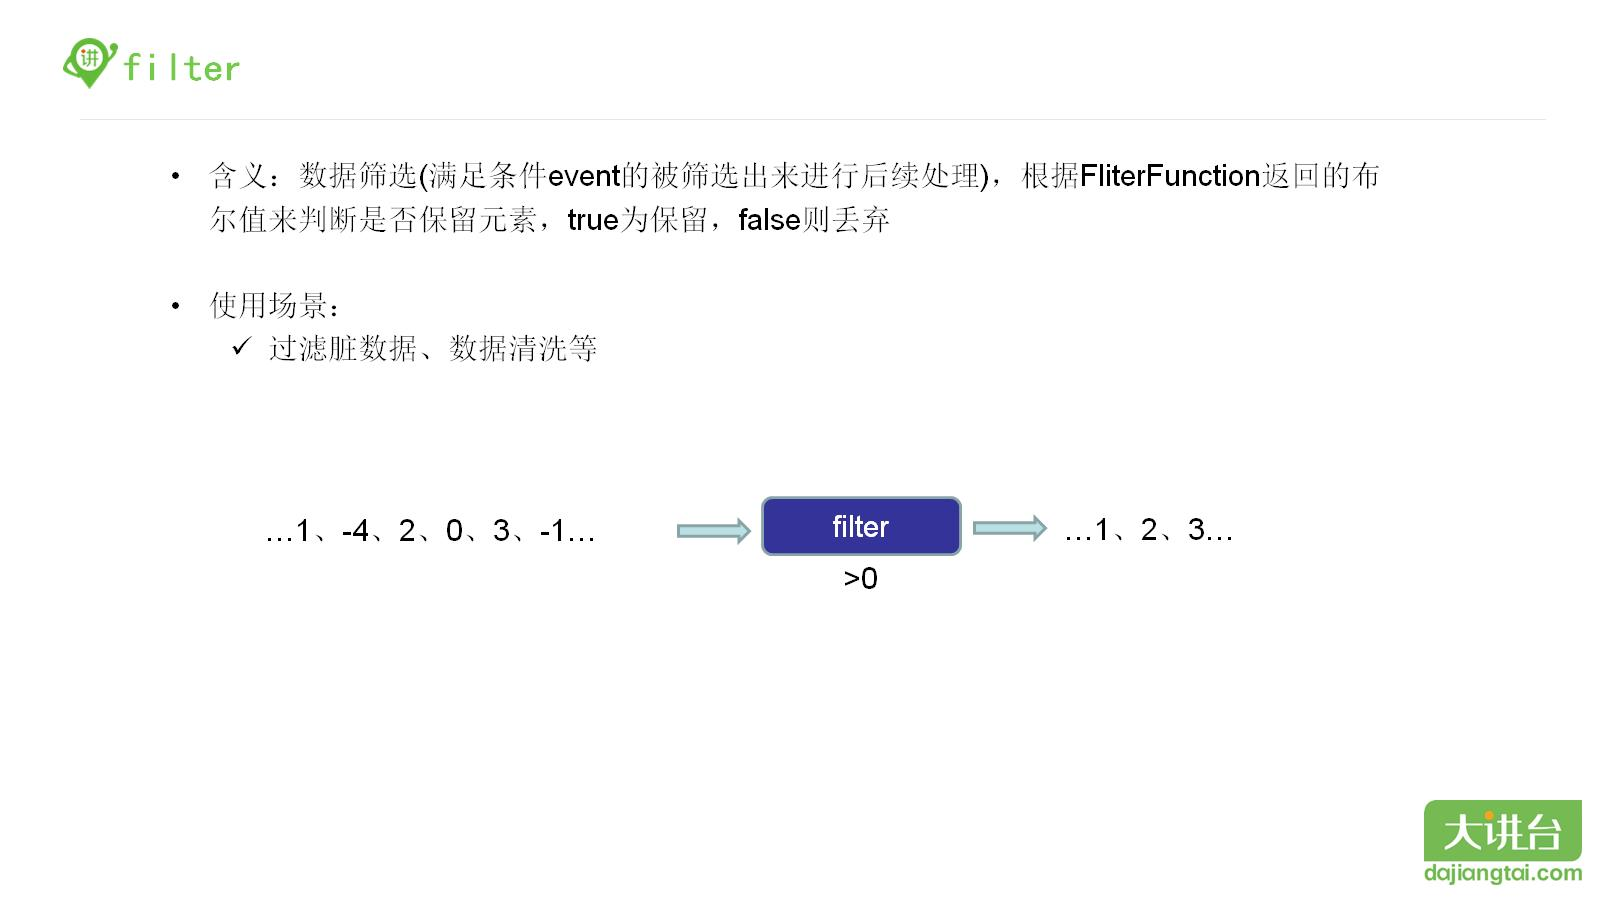 讲
filter
• 含义：数据筛选(满足条件event的被筛选出来进行后续处理)，根据FliterFunction返回的布
尔值来判断是否保留元素，true为保留，false则丢弃
• 使用场景：
✓ 过滤脏数据、数据清洗等
…1、-4、2、0、3、-1…
filter
…1、2、3…
>0
大讲台
dajiangtai.com